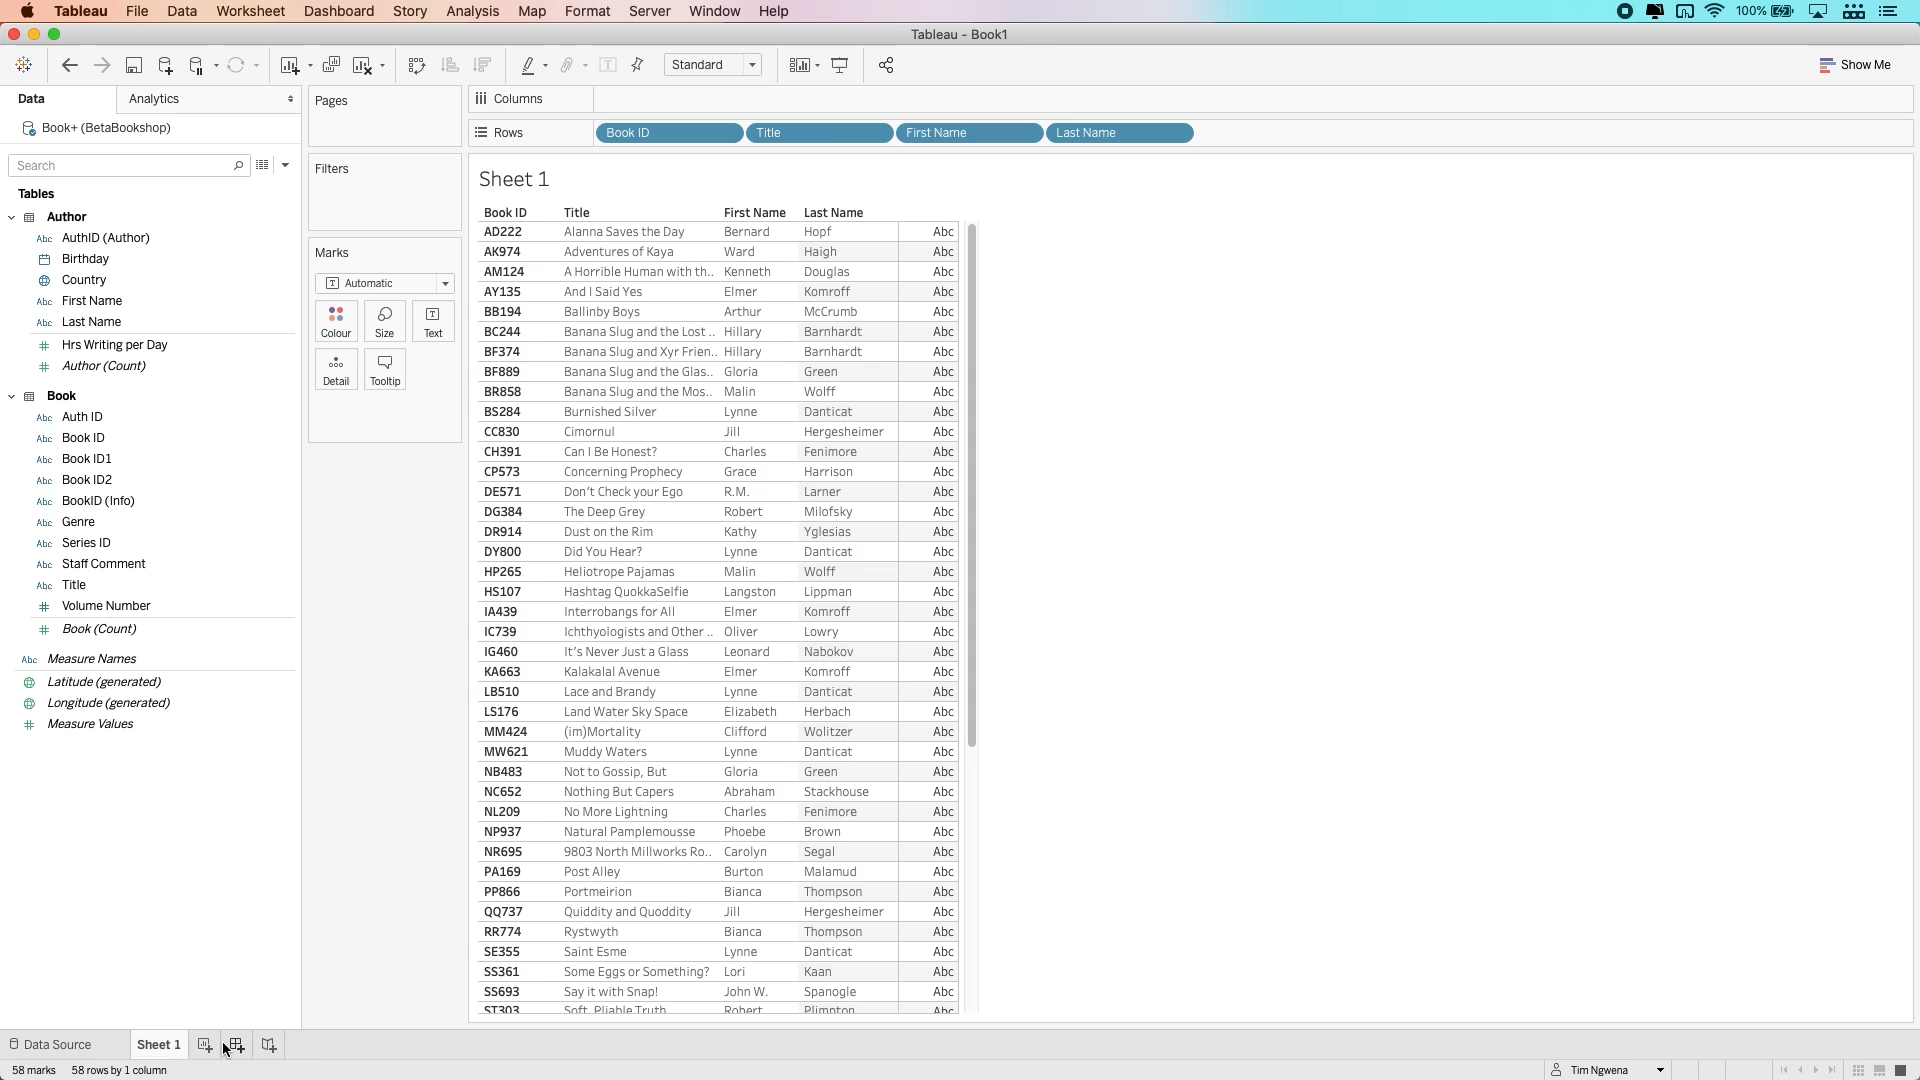 Tableau File Data Worksheet Dashboard Story Analysis Map Format Server Window Help 100%
Tableau - Book1
Standard Show Me
Data Analytics
Book+ (BetaBookshop)
Search
Tables
Author
Abc AuthID (Author)
Birthday
Country
Abc First Name
Abc Last Name
# Hrs Writing per Day
# Author (Count)
Book
Abc Auth ID
Abc Book ID
Abc Book ID1
Abc Book ID2
Abc BookID (Info)
Abc Genre
Abc Series ID
Abc Staff Comment
Abc Title
# Volume Number
# Book (Count)
Abc Measure Names
Latitude (generated)
Longitude (generated)
# Measure Values
Pages
Filters
Marks
T Automatic
Colour Size Text
Detail Tooltip
Columns
Rows Book ID Title First Name Last Name
Sheet 1
Book ID Title First Name Last Name
AD222 Alanna Saves the Day Bernard Hopf Abc
AK974 Adventures of Kaya Ward Haigh Abc
AM124 A Horrible Human with th.. Kenneth Douglas Abc
AY135 And I Said Yes Elmer Komroff Abc
BB194 Ballinby Boys Arthur McCrumb Abc
BC244 Banana Slug and the Lost .. Hillary Barnhardt Abc
BF374 Banana Slug and Xyr Frien.. Hillary Barnhardt Abc
BF889 Banana Slug and the Glas.. Gloria Green Abc
BR858 Banana Slug and the Mos.. Malin Wolff Abc
BS284 Burnished Silver Lynne Danticat Abc
CC830 Cimornul Jill Hergesheimer Abc
CH391 Can I Be Honest? Charles Fenimore Abc
CP573 Concerning Prophecy Grace Harrison Abc
DE571 Don't Check your Ego R.M. Larner Abc
DG384 The Deep Grey Robert Milofsky Abc
DR914 Dust on the Rim Kathy Yglesias Abc
DY800 Did You Hear? Lynne Danticat Abc
HP265 Heliotrope Pajamas Malin Wolff Abc
HS107 Hashtag QuokkaSelfie Langston Lippman Abc
IA439 Interrobangs for All Elmer Komroff Abc
IC739 Ichthyologists and Other .. Oliver Lowry Abc
IG460 It's Never Just a Glass Leonard Nabokov Abc
KA663 Kalakalal Avenue Elmer Komroff Abc
LB510 Lace and Brandy Lynne Danticat Abc
LS176 Land Water Sky Space Elizabeth Herbach Abc
MM424 (im)Mortality Clifford Wolitzer Abc
MW621 Muddy Waters Lynne Danticat Abc
NB483 Not to Gossip, But Gloria Green Abc
NC652 Nothing But Capers Abraham Stackhouse Abc
NL209 No More Lightning Charles Fenimore Abc
NP937 Natural Pamplemousse Phoebe Brown Abc
NR695 9803 North Millworks Ro.. Carolyn Segal Abc
PA169 Post Alley Burton Malamud Abc
PP866 Portmeirion Bianca Thompson Abc
QQ737 Quiddity and Quoddity Jill Hergesheimer Abc
RR774 Rystwyth Bianca Thompson Abc
SE355 Saint Esme Lynne Danticat Abc
SS361 Some Eggs or Something? Lori Kaan Abc
SS693 Say it with Snap! John W. Spanogle Abc
ST303 Soft, Pliable Truth Robert Plimpton Abc
Data Source Sheet 1
58 marks 58 rows by 1 column Tim Ngwena